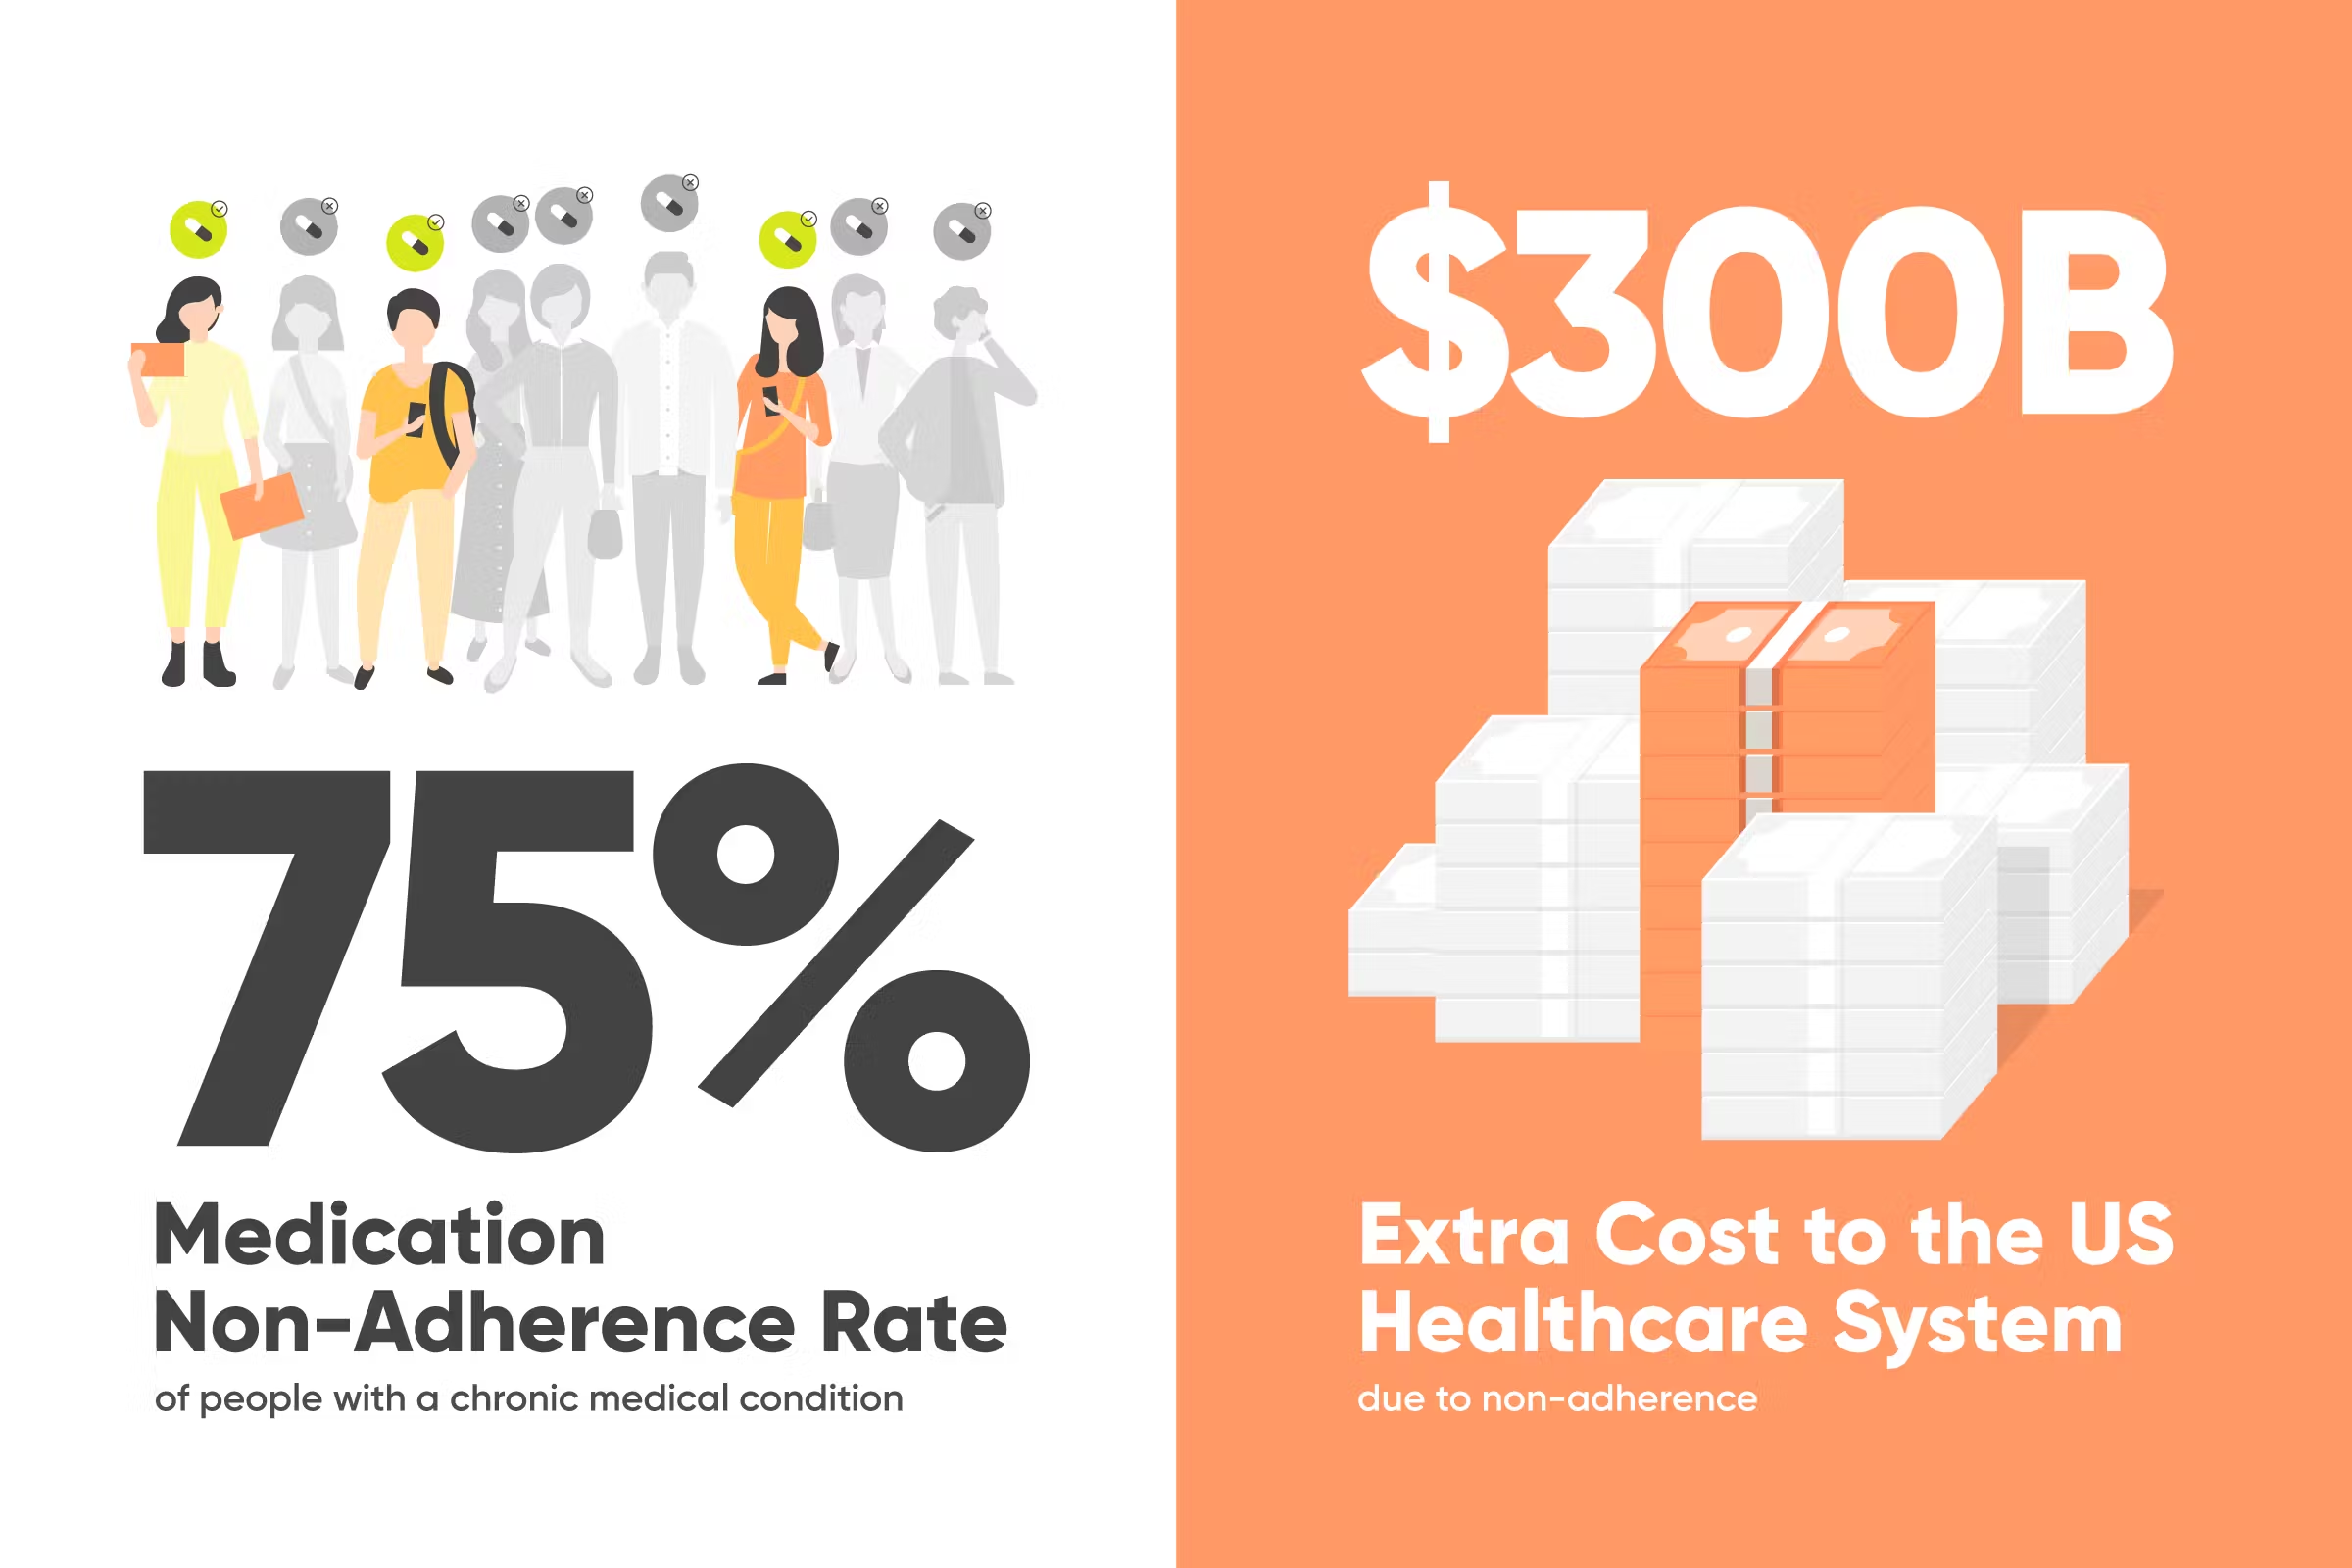 75%
Medication
Non-Adherence Rate
of people with a chronic medical condition
$300B
Extra Cost to the US
Healthcare System
due to non-adherence